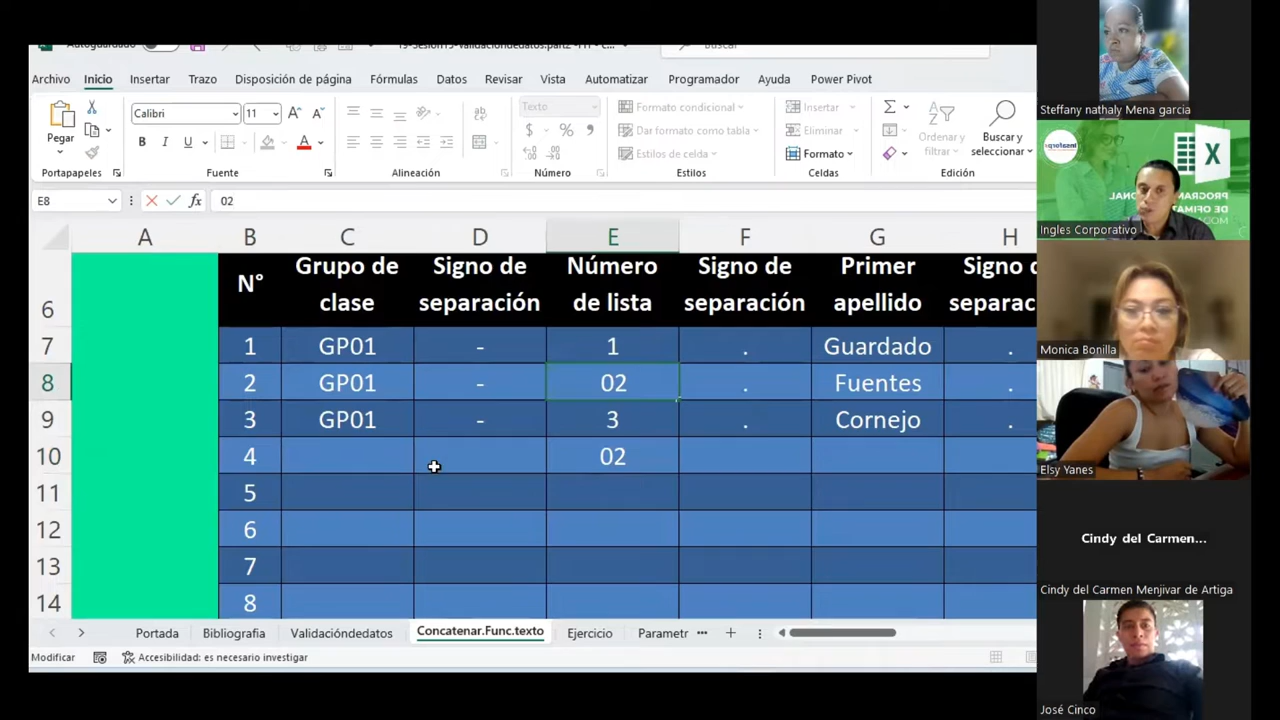 Autoguardado
19-Sesion19-Validaciondedatos.part2
Buscar
Archivo Inicio Insertar Trazo Disposición de página Fórmulas Datos Revisar Vista Automatizar Programador Ayuda Power Pivot
Pegar
Calibri 11
N K S
Texto
$ %
Formato condicional
Dar formato como tabla
Estilos de celda
Insertar
Eliminar
Formato
Ordenar y filtrar
Buscar y seleccionar
Portapapeles Fuente Alineación Número Estilos Celdas Edición
E8 fx 02
A B C D E F G H
6 N° Grupo de clase Signo de separación Número de lista Signo de separación Primer apellido Signo d separac
7 1 GP01 - 1 . Guardado .
8 2 GP01 - 02 . Fuentes .
9 3 GP01 - 3 . Cornejo .
10 4 02
11 5
12 6
13 7
14 8
Portada Bibliografia Validacióndedatos Concatenar.Func.texto Ejercicio Parametr
Modificar Accesibilidad: es necesario investigar
Steffany nathaly Mena garcia
Ingles Corporativo
Monica Bonilla
Elsy Yanes
Cindy del Carmen...
Cindy del Carmen Menjivar de Artiga
José Cinco